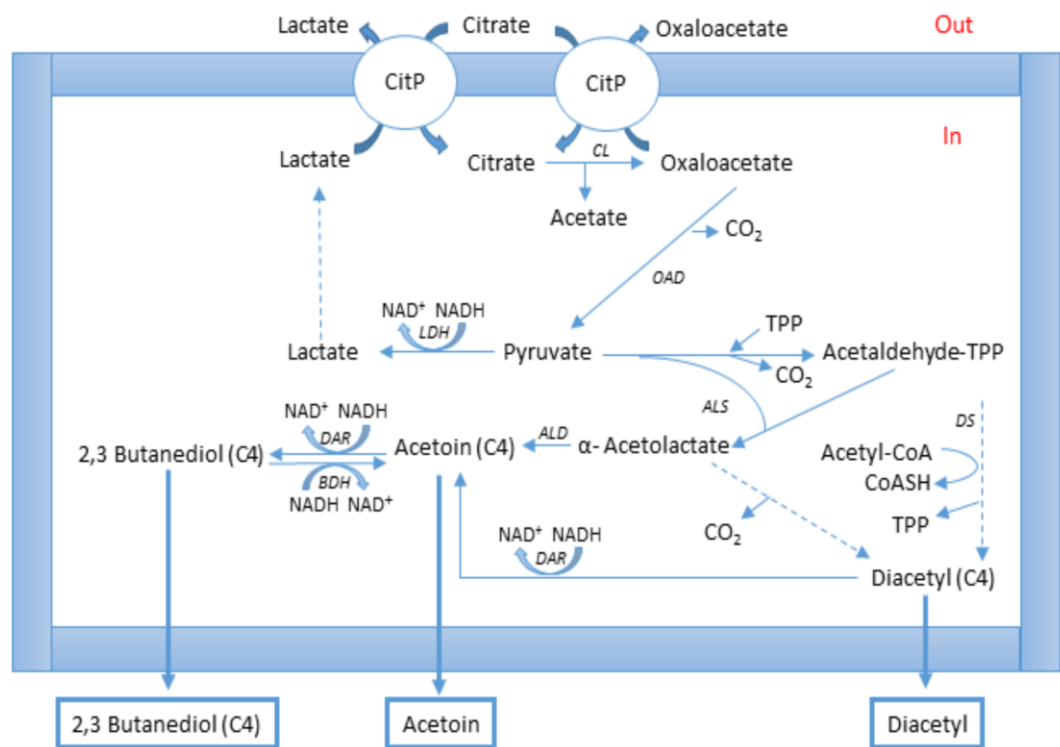 Lactate Citrate Oxaloacetate Out
CitP CitP
In
Lactate Citrate CL Oxaloacetate
Acetate
CO₂
OAD
NAD⁺ NADH
LDH
TPP
Lactate Pyruvate Acetaldehyde-TPP
CO₂
ALS
DS
NAD⁺ NADH
DAR
ALD
2,3 Butanediol (C4) Acetoin (C4) α- Acetolactate
Acetyl-CoA
CoASH
BDH
NADH NAD⁺
TPP
CO₂
NAD⁺ NADH
DAR
Diacetyl (C4)
2,3 Butanediol (C4) Acetoin Diacetyl